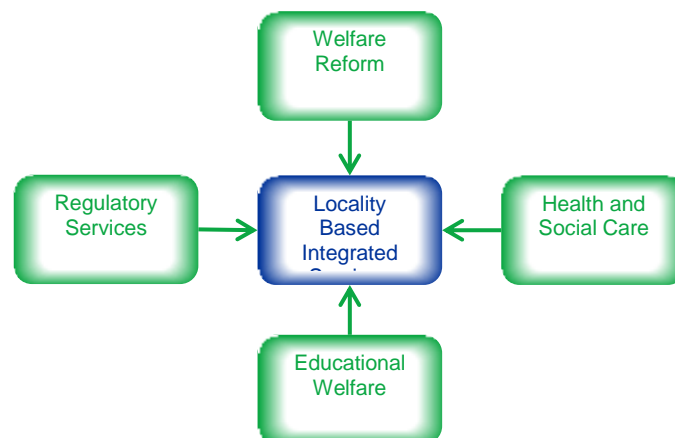 Welfare
Reform
Regulatory
Services
Locality
Based
Integrated
Health and
Social Care
Educational
Welfare